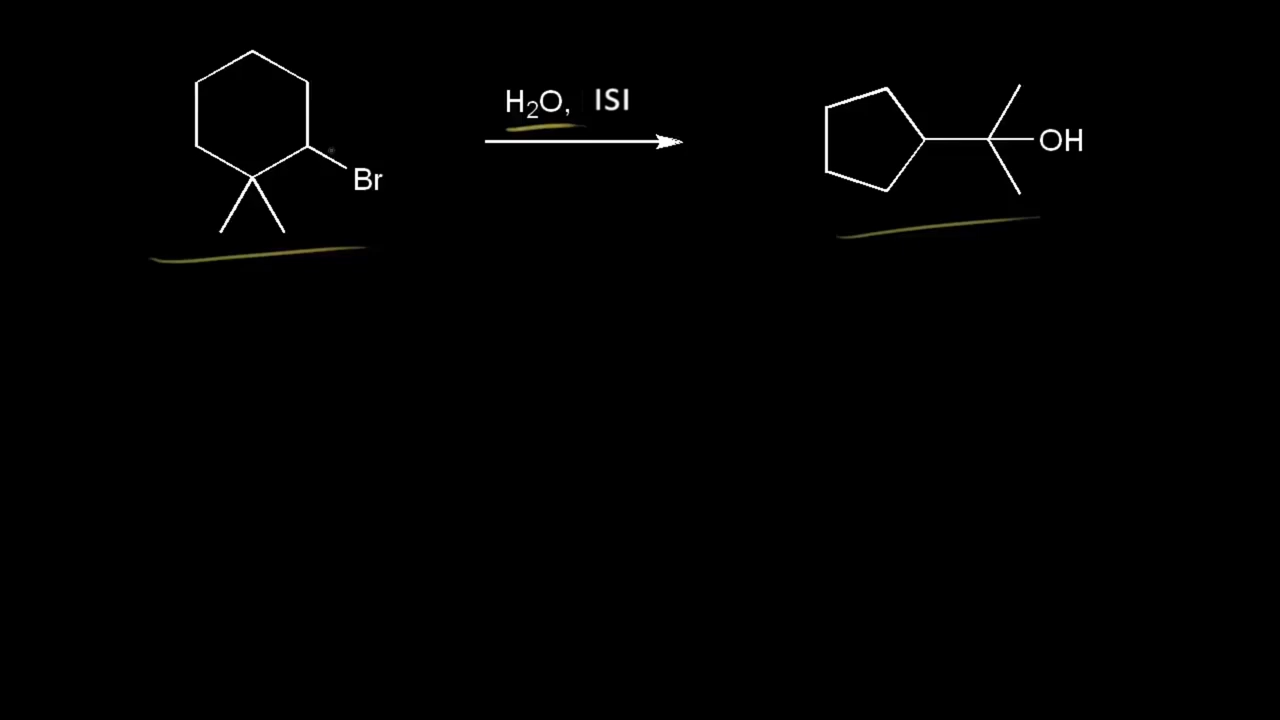 H₂O, ISI
Br
OH